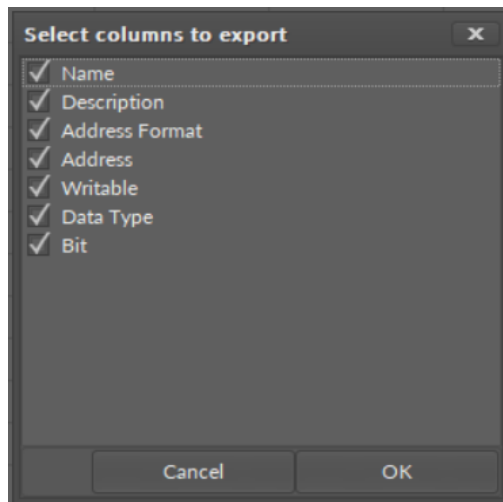 Select columns to export
Name
Description
Address Format
Address
Writable
Data Type
Bit
Cancel OK